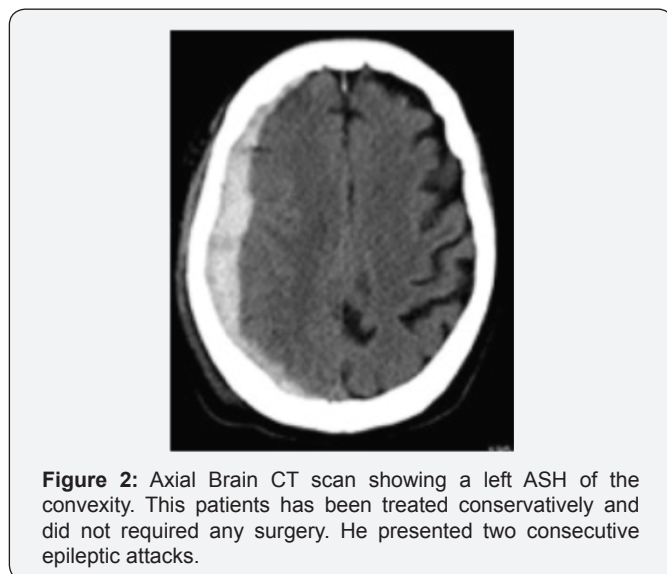 Figure 2: Axial Brain CT scan showing a left ASH of the
convexity. This patients has been treated conservatively and
did not required any surgery. He presented two consecutive
epileptic attacks.